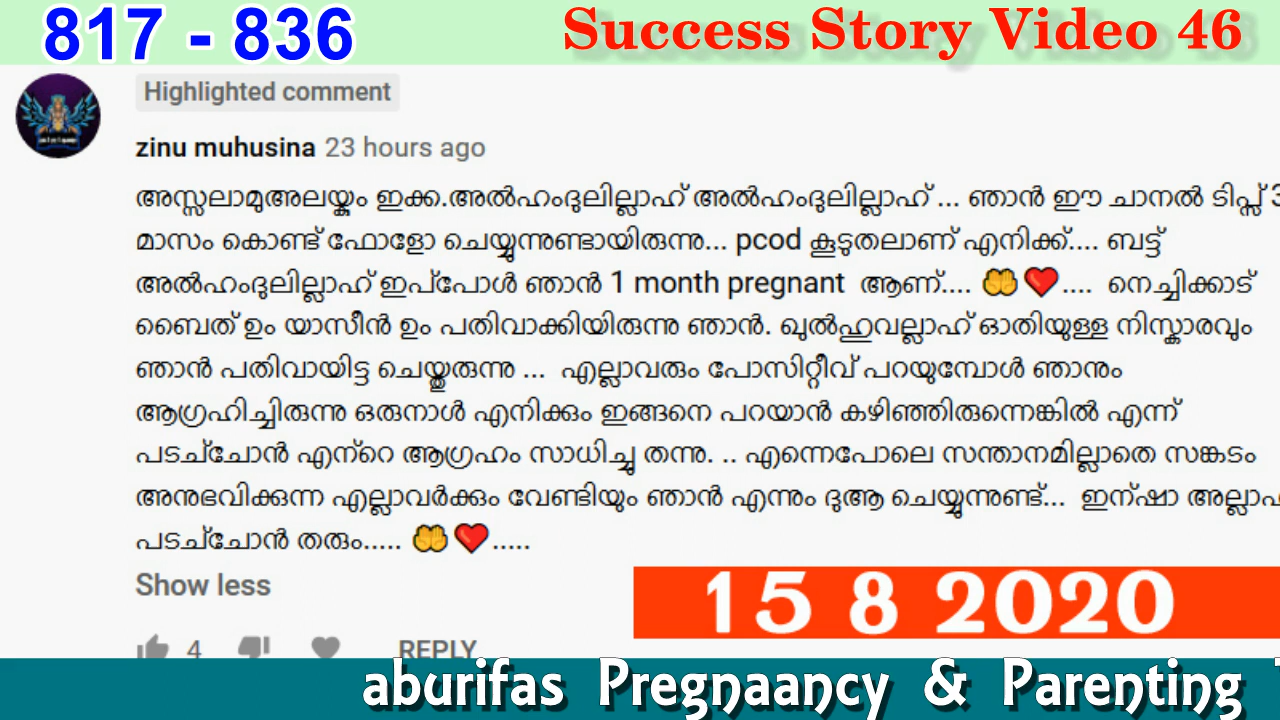 817 - 836
Success Story Video 46
Highlighted comment
zinu muhusina 23 hours ago
അസ്സലാമുഅലയ്കും ഇക്ക.അൽഹംദുലില്ലാഹ് അൽഹംദുലില്ലാഹ് ... ഞാൻ ഈ ചാനൽ ടിപ്സ് 3
മാസം കൊണ്ട് ഫോളോ ചെയ്യുന്നുണ്ടായിരുന്നു... pcod കൂടുതലാണ് എനിക്ക്.... ബട്ട്
അൽഹംദുലില്ലാഹ് ഇപ്പോൾ ഞാൻ 1 month pregnant ആണ്.... 🤲❤️.... നെച്ചിക്കാട്
ബൈത് ഉം യാസീൻ ഉം പതിവാക്കിയിരുന്നു ഞാൻ. ഖുൽഹുവല്ലാഹ് ഓതിയുള്ള നിസ്കാരവും
ഞാൻ പതിവായിട്ട ചെയ്തുരുന്നു ... എല്ലാവരും പോസിറ്റീവ് പറയുമ്പോൾ ഞാനും
ആഗ്രഹിച്ചിരുന്നു ഒരുനാൾ എനിക്കും ഇങ്ങനെ പറയാൻ കഴിഞ്ഞിരുന്നെങ്കിൽ എന്ന്
പടച്ചോൻ എന്റെ ആഗ്രഹം സാധിച്ചു തന്നു. .. എന്നെപോലെ സന്താനമില്ലാതെ സങ്കടം
അനുഭവിക്കുന്ന എല്ലാവർക്കും വേണ്ടിയും ഞാൻ എന്നും ദുആ ചെയ്യുന്നുണ്ട്... ഇന്ഷാ
പടച്ചോൻ തരും..... 🤲❤️.....
Show less
15 8 2020
4 REPLY
aburifas Pregnaancy & Parenting